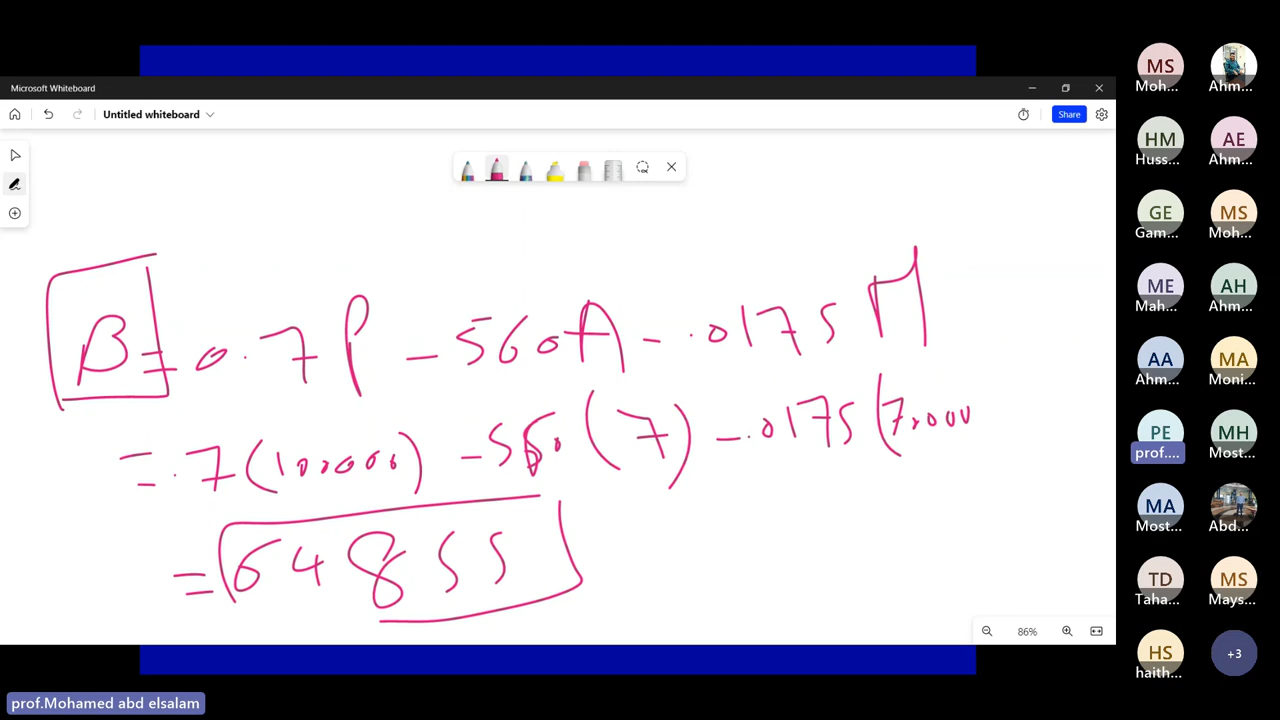 Microsoft Whiteboard
Untitled whiteboard
Share
B = 0.7 P - 560A - .0175 M
= .7 (100000) - 560 (7) - .0175 (70000
= 64855
86%
MS
Moh...
Ahm...
HM
Huss...
AE
Ahm...
GE
Gam...
MS
Moh...
ME
Mah...
AH
Ahm...
AA
Ahm...
MA
Moni...
PE
prof....
MH
Most...
MA
Most...
Abd...
TD
Taha...
MS
Mays...
HS
haith...
+3
prof.Mohamed abd elsalam